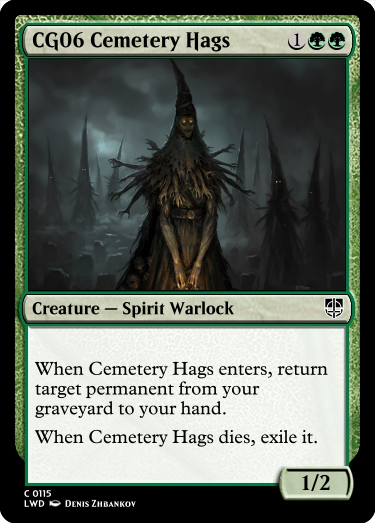 CG06 Cemetery Hags 1
Creature — Spirit Warlock
When Cemetery Hags enters, return
target permanent from your
graveyard to your hand.
When Cemetery Hags dies, exile it.
1/2
C 0115
LWD Denis Zhbankov